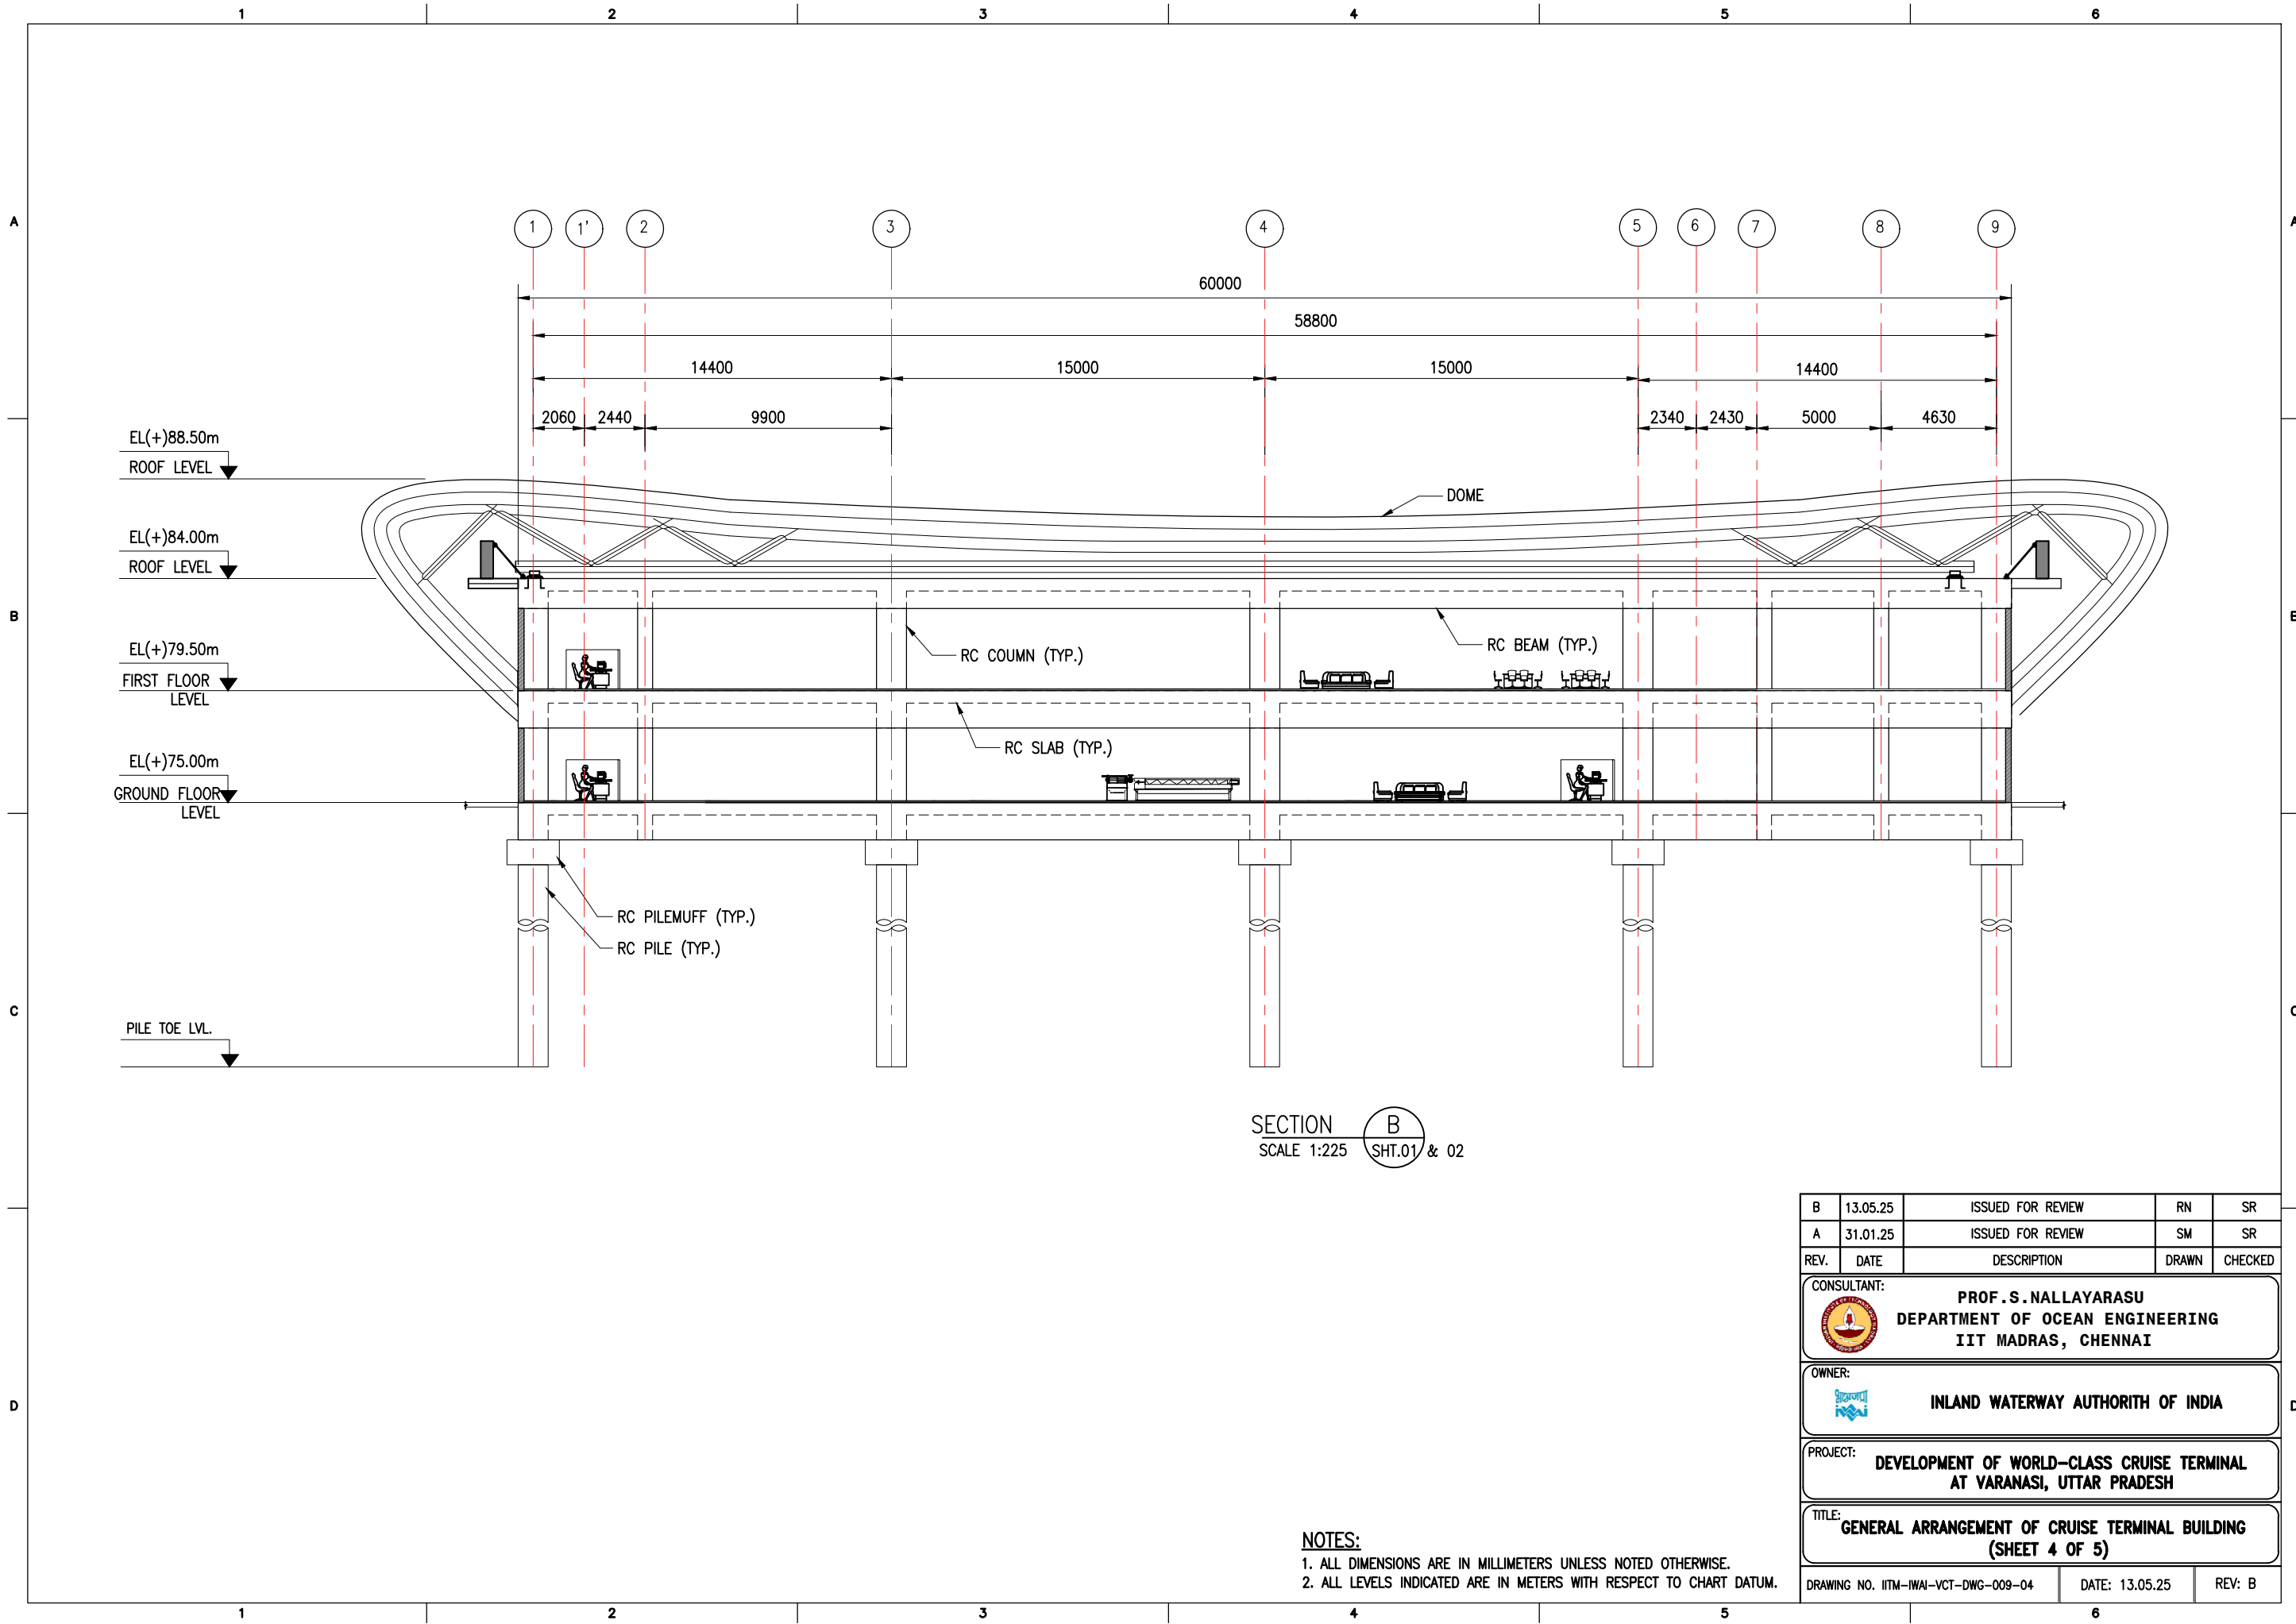 1 2 3 4 5 6
A A
1 1' 2 3 4 5 6 7 8 9
60000
58800
14400 15000 15000 14400
2060 2440 9900 2340 2430 5000 4630
EL(+)88.50m
ROOF LEVEL
DOME
EL(+)84.00m
ROOF LEVEL
B B
RC COUMN (TYP.)
RC BEAM (TYP.)
EL(+)79.50m
FIRST FLOOR
LEVEL
RC SLAB (TYP.)
EL(+)75.00m
GROUND FLOOR
LEVEL
RC PILEMUFF (TYP.)
RC PILE (TYP.)
C C
PILE TOE LVL.
SECTION B
SCALE 1:225 SHT.01 & 02
B 13.05.25 ISSUED FOR REVIEW RN SR
A 31.01.25 ISSUED FOR REVIEW SM SR
REV. DATE DESCRIPTION DRAWN CHECKED
CONSULTANT:
PROF.S.NALLAYARASU
DEPARTMENT OF OCEAN ENGINEERING
IIT MADRAS, CHENNAI
OWNER:
INLAND WATERWAY AUTHORITH OF INDIA
D D
PROJECT:
DEVELOPMENT OF WORLD-CLASS CRUISE TERMINAL
AT VARANASI, UTTAR PRADESH
TITLE:
GENERAL ARRANGEMENT OF CRUISE TERMINAL BUILDING
(SHEET 4 OF 5)
DRAWING NO. IITM-IWAI-VCT-DWG-009-04 DATE: 13.05.25 REV: B
NOTES:
1. ALL DIMENSIONS ARE IN MILLIMETERS UNLESS NOTED OTHERWISE.
2. ALL LEVELS INDICATED ARE IN METERS WITH RESPECT TO CHART DATUM.
1 2 3 4 5 6